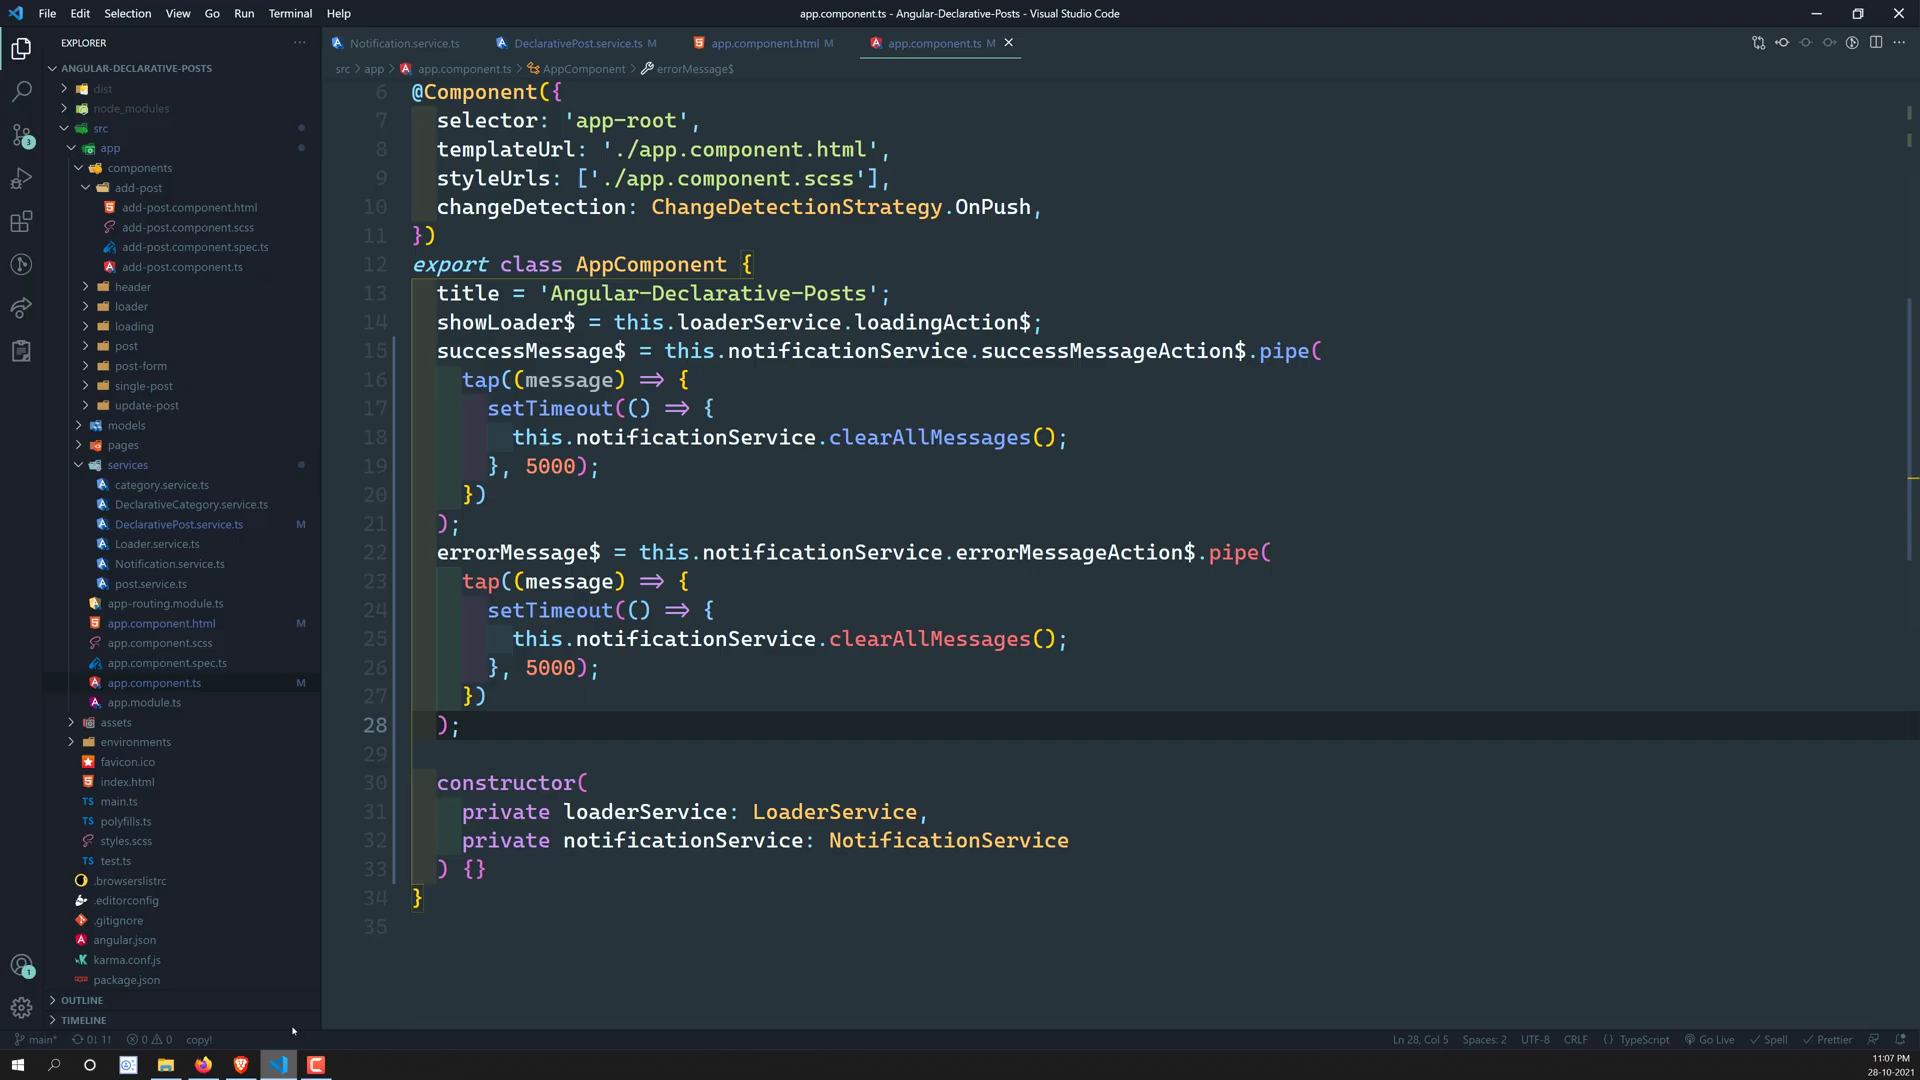 File Edit Selection View Go Run Terminal Help
app.component.ts - Angular-Declarative-Posts - Visual Studio Code
EXPLORER
ANGULAR-DECLARATIVE-POSTS
dist
node_modules
src
app
components
add-post
add-post.component.html
add-post.component.scss
add-post.component.spec.ts
add-post.component.ts
header
loader
loading
post
post-form
single-post
update-post
models
pages
services
category.service.ts
DeclarativeCategory.service.ts
DeclarativePost.service.ts M
Loader.service.ts
Notification.service.ts
post.service.ts
app-routing.module.ts
app.component.html M
app.component.scss
app.component.spec.ts
app.component.ts M
app.module.ts
assets
environments
favicon.ico
index.html
main.ts
polyfills.ts
styles.scss
test.ts
.browserslistrc
.editorconfig
.gitignore
angular.json
karma.conf.js
package.json
OUTLINE
TIMELINE
3
1
Notification.service.ts DeclarativePost.service.ts M app.component.html M app.component.ts M
src > app > app.component.ts > AppComponent > errorMessage$
6 @Component({
7 selector: 'app-root',
8 templateUrl: './app.component.html',
9 styleUrls: ['./app.component.scss'],
10 changeDetection: ChangeDetectionStrategy.OnPush,
11 })
12 export class AppComponent {
13 title = 'Angular-Declarative-Posts';
14 showLoader$ = this.loaderService.loadingAction$;
15 successMessage$ = this.notificationService.successMessageAction$.pipe(
16 tap((message) => {
17 setTimeout(() => {
18 this.notificationService.clearAllMessages();
19 }, 5000);
20 })
21 );
22 errorMessage$ = this.notificationService.errorMessageAction$.pipe(
23 tap((message) => {
24 setTimeout(() => {
25 this.notificationService.clearAllMessages();
26 }, 5000);
27 })
28 );
29
30 constructor(
31 private loaderService: LoaderService,
32 private notificationService: NotificationService
33 ) {}
34 }
35
main* 0↓ 1↑ 0 0 copy!
Ln 28, Col 5 Spaces: 2 UTF-8 CRLF { } TypeScript Go Live Spell Prettier
11:07 PM
28-10-2021